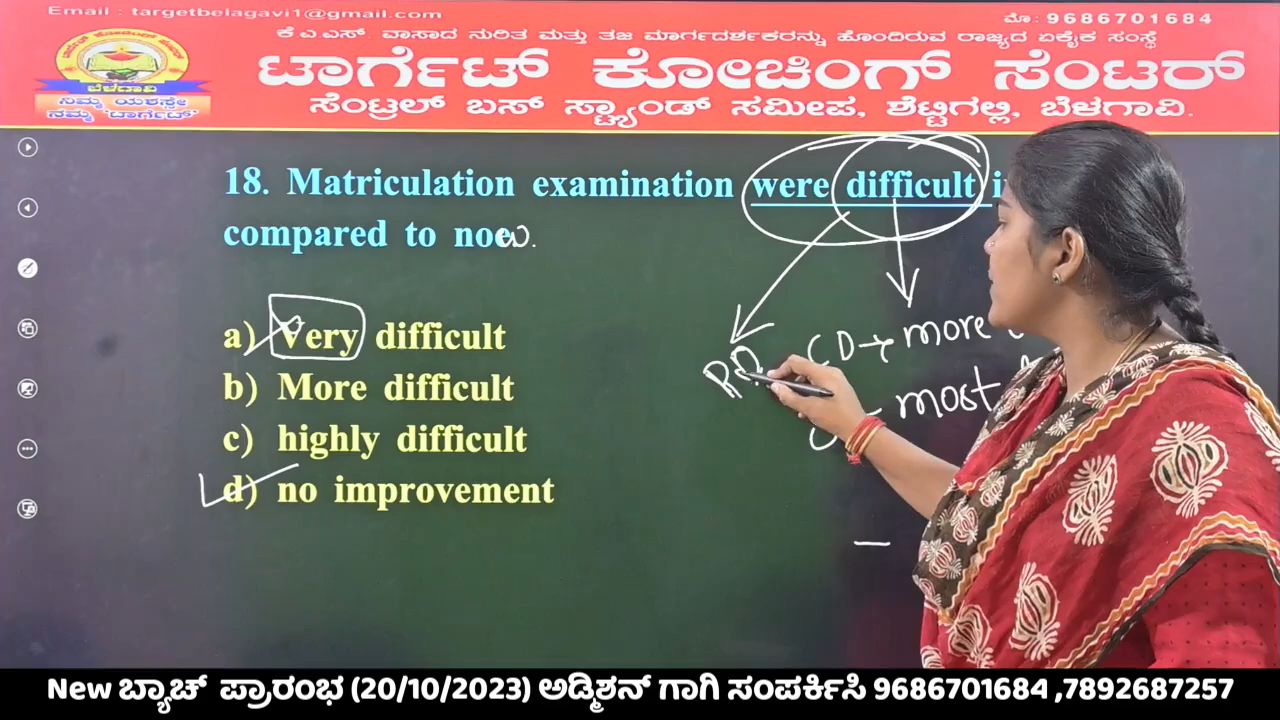 Email : targetbelagavi1@gmail.com
ಮೊ: 9686701684
ಕೆ.ಎ.ಎಸ್. ಪಾಸಾದ ನುರಿತ ಮತ್ತು ತಜ್ಞ ಮಾರ್ಗದರ್ಶಕರನ್ನು ಹೊಂದಿರುವ ರಾಜ್ಯದ ಏಕೈಕ ಸಂಸ್ಥೆ
ಟಾರ್ಗೆಟ್ ಕೋಚಿಂಗ್ ಸೆಂಟರ್
ಸೆಂಟ್ರಲ್ ಬಸ್ ಸ್ಟ್ಯಾಂಡ್ ಸಮೀಪ, ಶೆಟ್ಟಿಗಲ್ಲಿ, ಬೆಳಗಾವಿ.
ಬೆಳಗಾವಿ
ನಿಮ್ಮ ಯಶಸ್ಸೇ
ನಮ್ಮ "ಟಾರ್ಗೆಟ್"
18. Matriculation examination were difficult
compared to now.
a) Very difficult
b) More difficult
c) highly difficult
d) no improvement
PD
CD → more
most
New ಬ್ಯಾಚ್ ಪ್ರಾರಂಭ (20/10/2023) ಅಡ್ಮಿಶನ್ ಗಾಗಿ ಸಂಪರ್ಕಿಸಿ 9686701684 ,7892687257